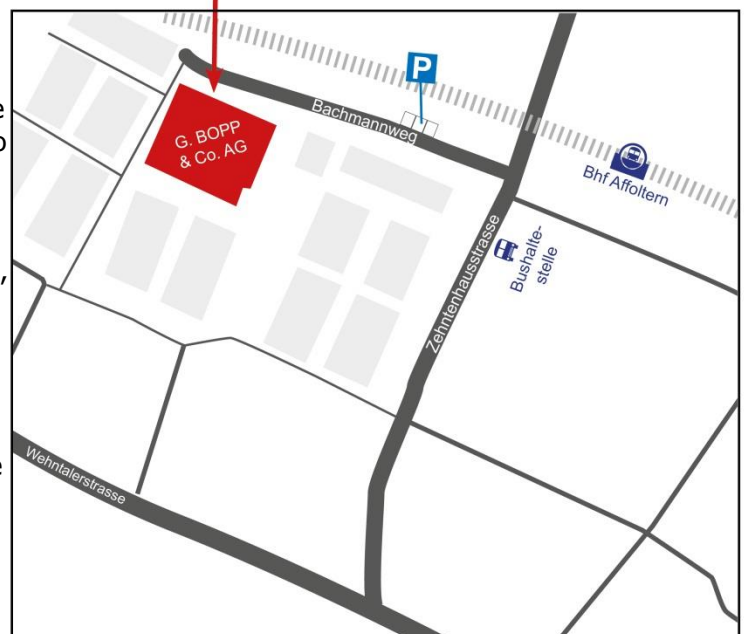 e
o
,
e
P
Bachmannweg
G. BOPP
& Co. AG
Bhf Affoltern
Bushalte-
stelle
Zehntenhausstrasse
Wehntalerstrasse